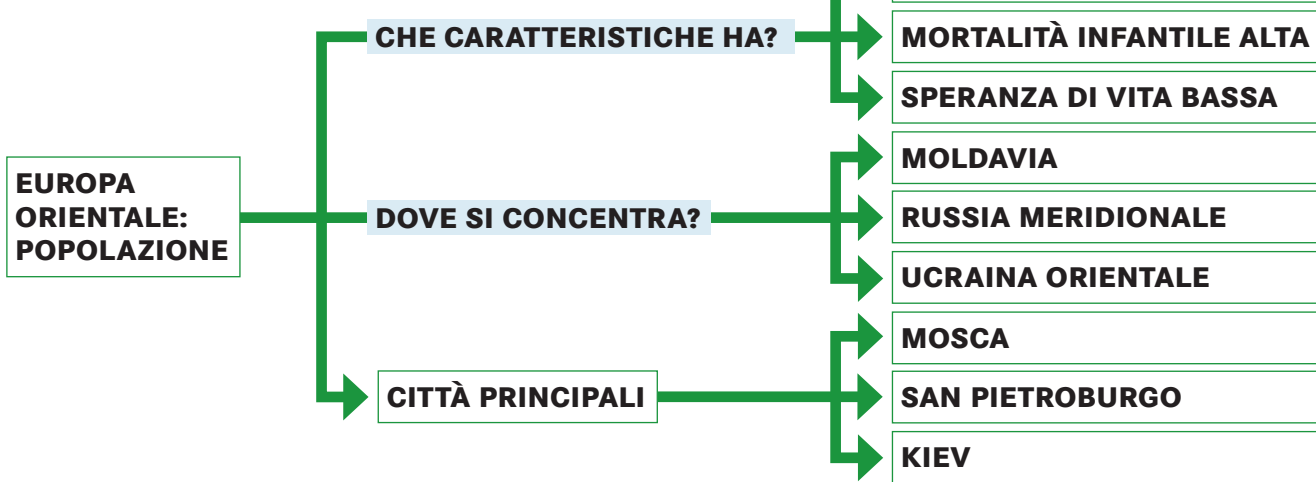 CHE CARATTERISTICHE HA?
MORTALITÀ INFANTILE ALTA
SPERANZA DI VITA BASSA
EUROPA
ORIENTALE:
POPOLAZIONE
DOVE SI CONCENTRA?
MOLDAVIA
RUSSIA MERIDIONALE
UCRAINA ORIENTALE
CITTÀ PRINCIPALI
MOSCA
SAN PIETROBURGO
KIEV